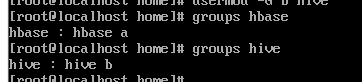 [root@localhost home]# usermod -G b hive
[root@localhost home]# groups hbase
hbase : hbase a
[root@localhost home]# groups hive
hive : hive b
[root@localhost home]#